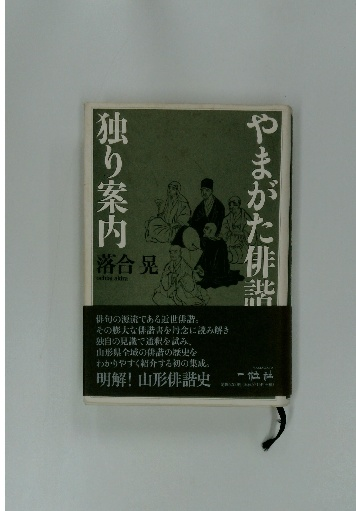 やまがた俳諧
独り案内
落合 晃
俳句の源流である近世俳諧。
その膨大な俳諧書を丹念に読み解き
独自の見識で通釈を試み、
山形県全域の俳諧の歴史を
わかりやすく紹介する初の集成。
明解！山形俳諧史